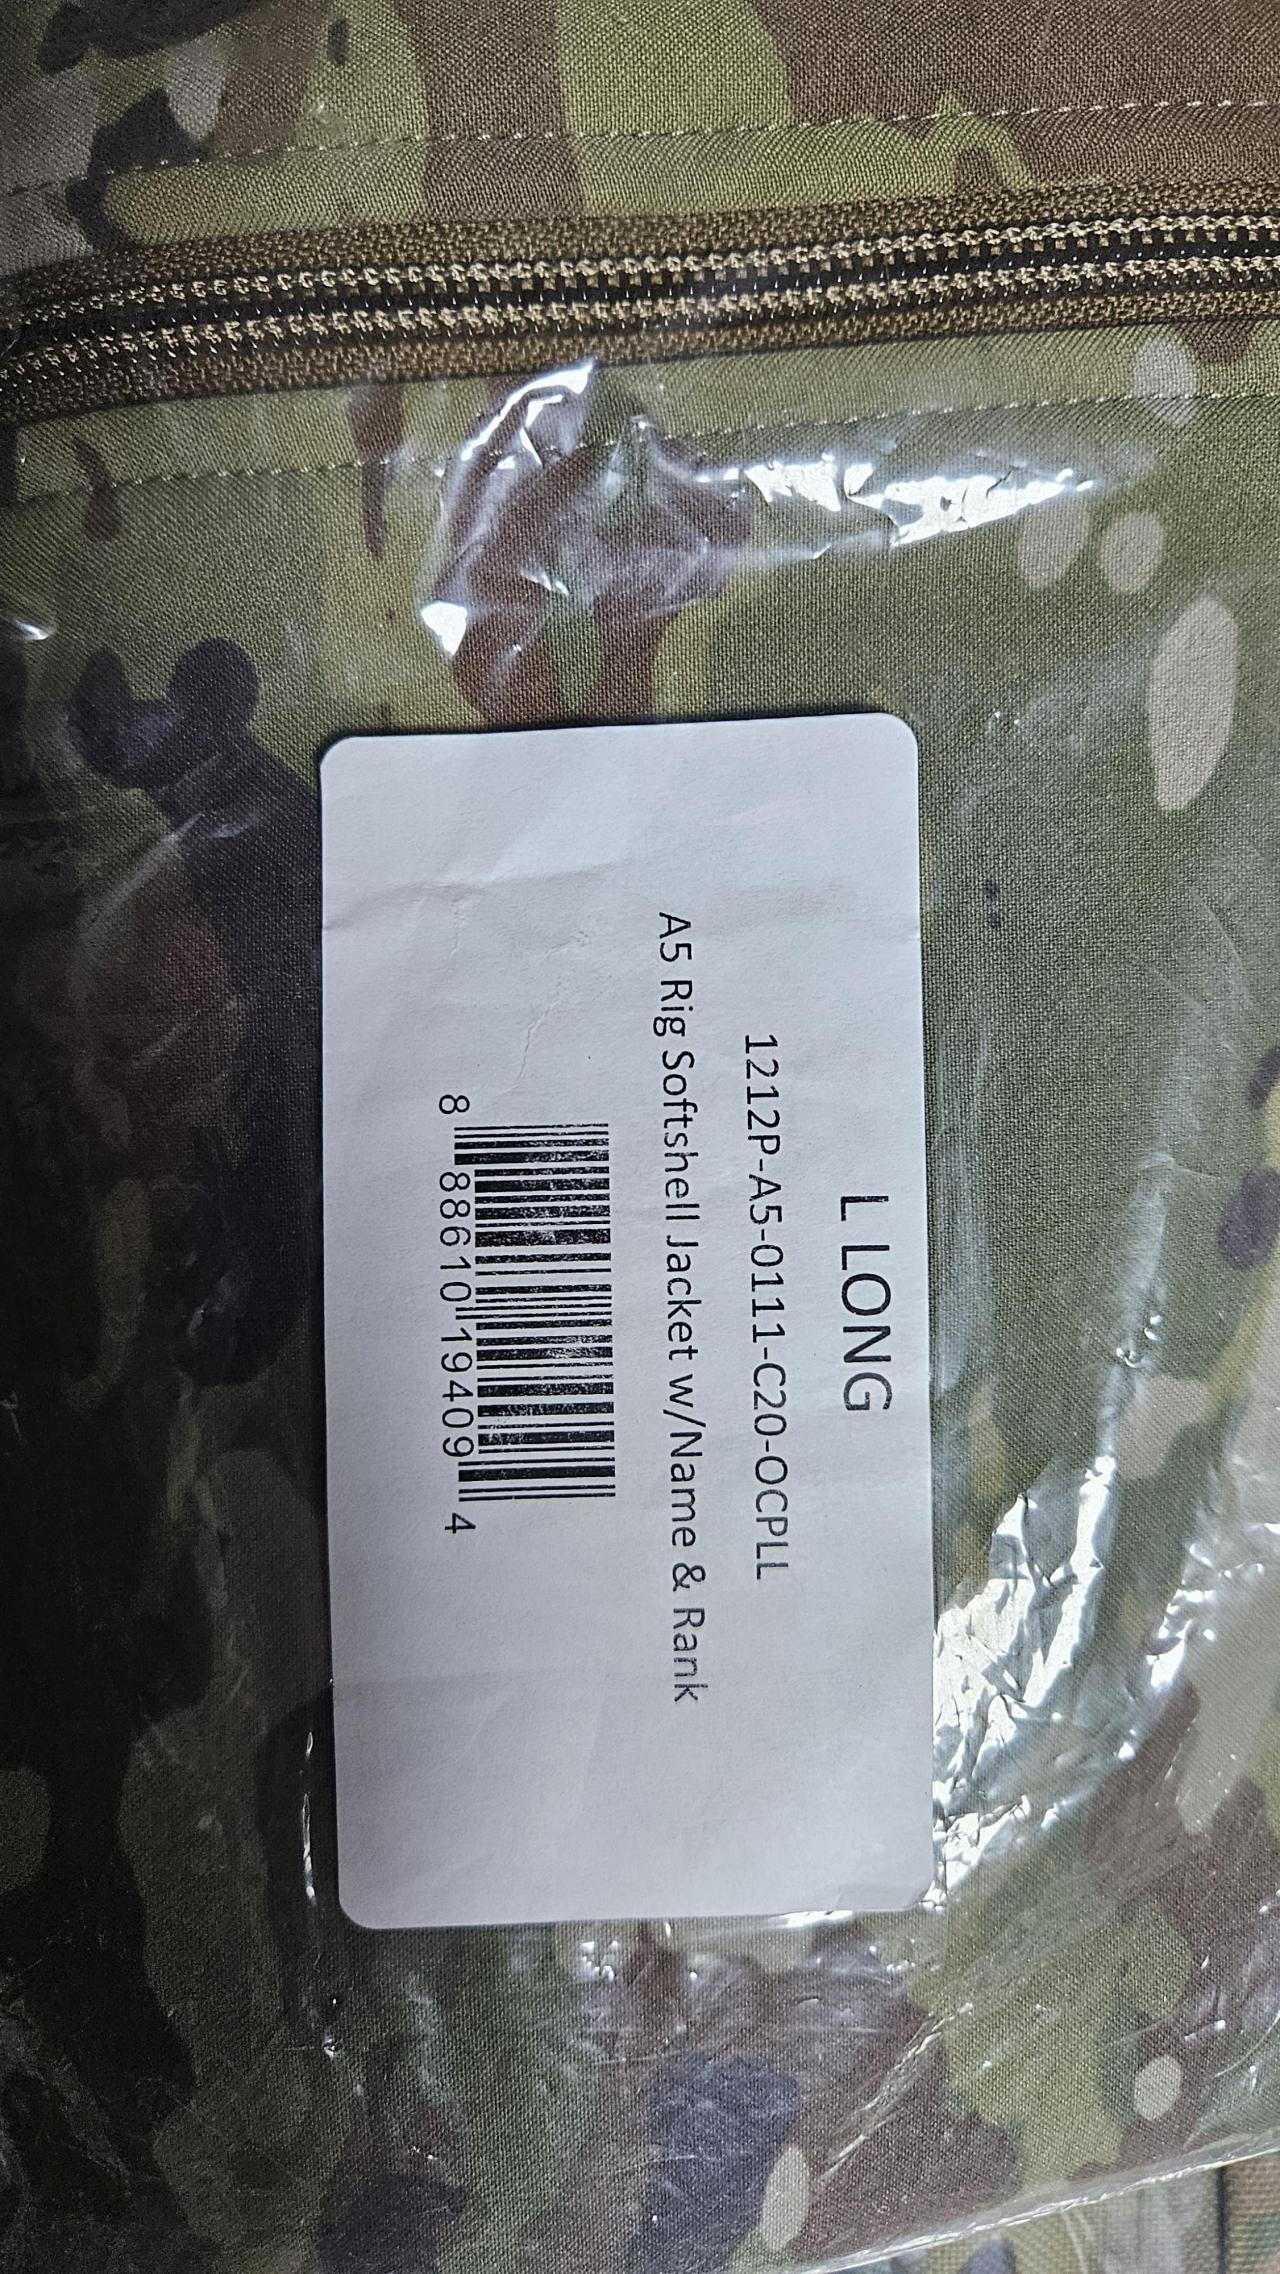 L LONG
1212P-A5-0111-C20-OCPLL
A5 Rig Softshell Jacket w/Name & Rank
8 88610 19409 4